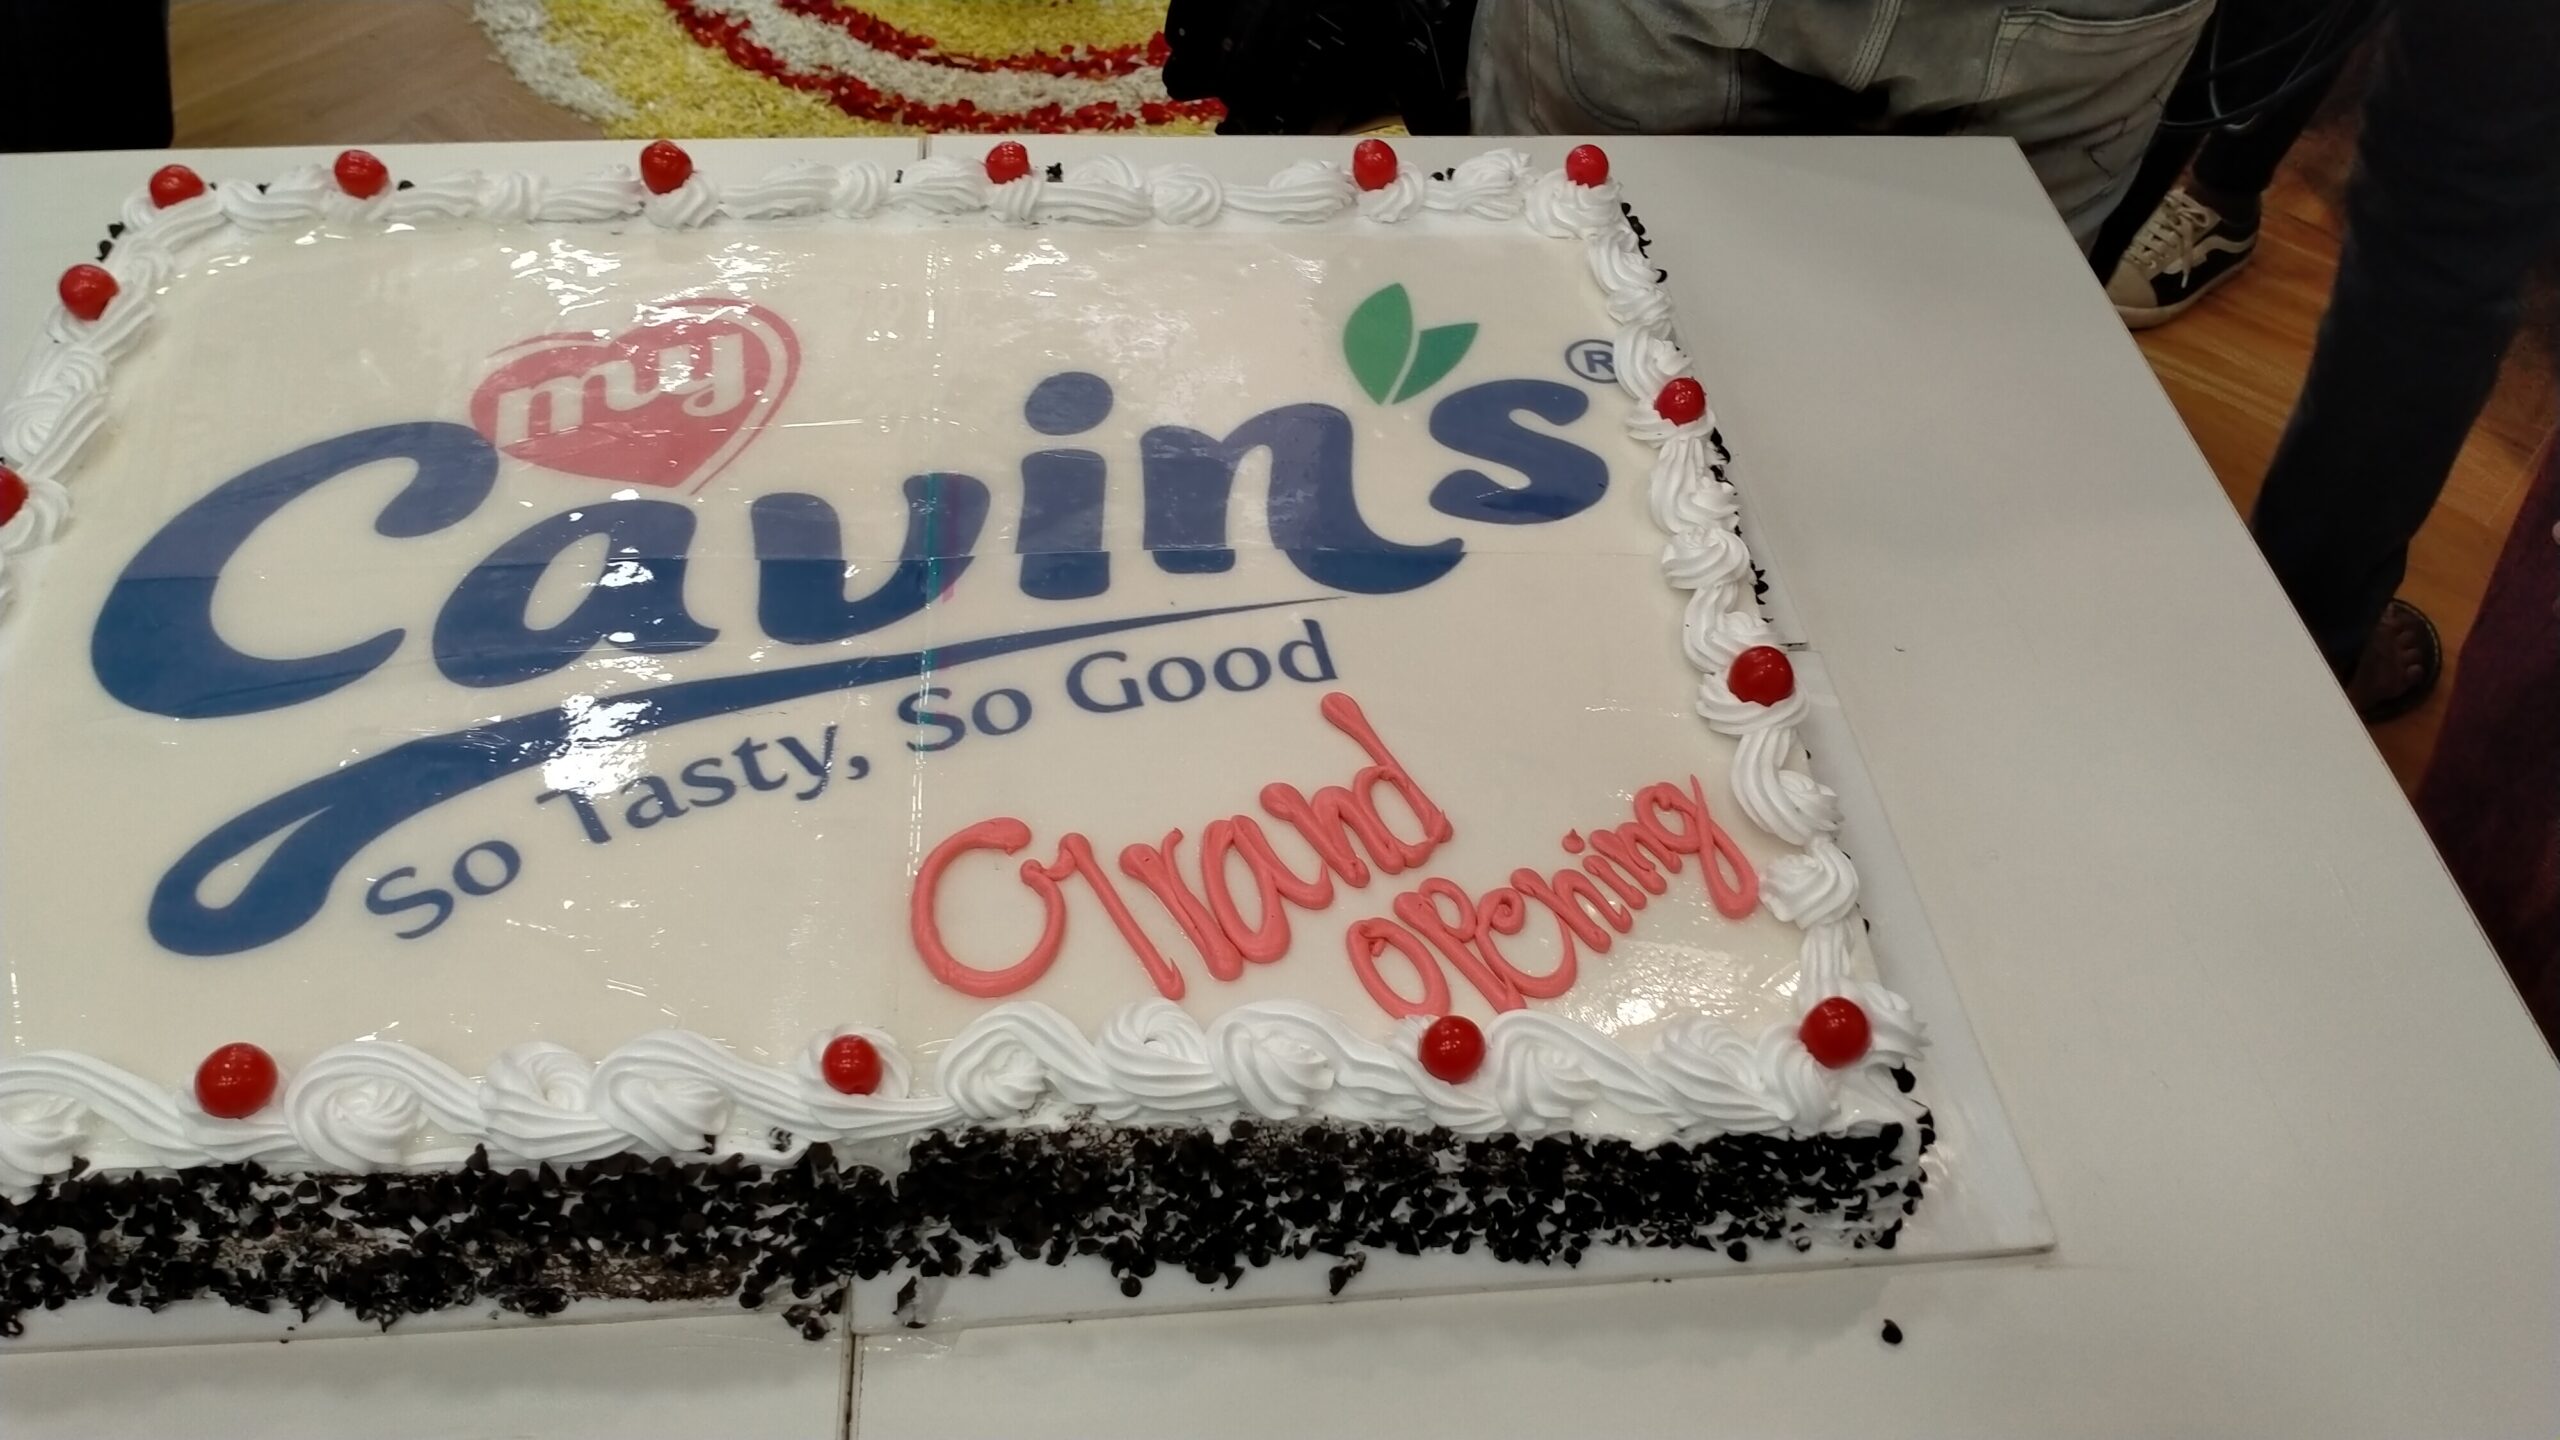 my
Cavin's®
So Tasty, So Good
Grand
opening